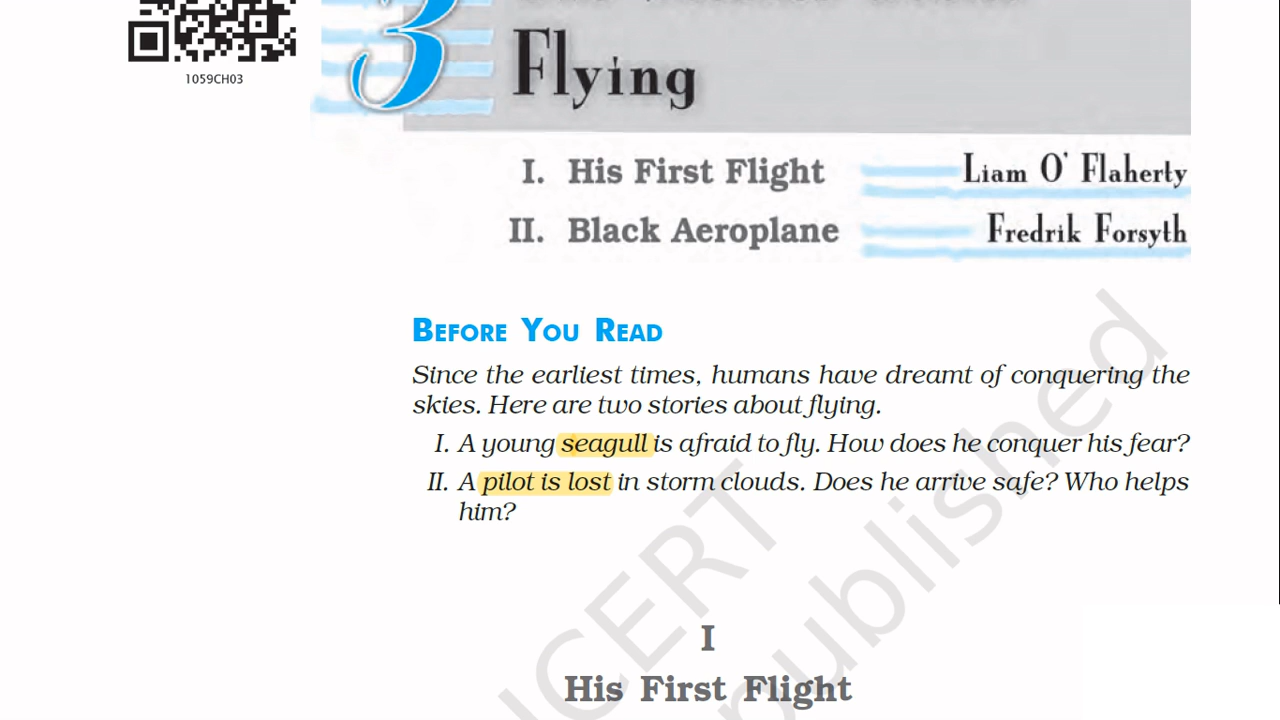 3
Flying
1059CH03
I. His First Flight Liam O' Flaherty
II. Black Aeroplane Fredrik Forsyth
BEFORE YOU READ
Since the earliest times, humans have dreamt of conquering the
skies. Here are two stories about flying.
I. A young seagull is afraid to fly. How does he conquer his fear?
II. A pilot is lost in storm clouds. Does he arrive safe? Who helps
him?
I
His First Flight
published